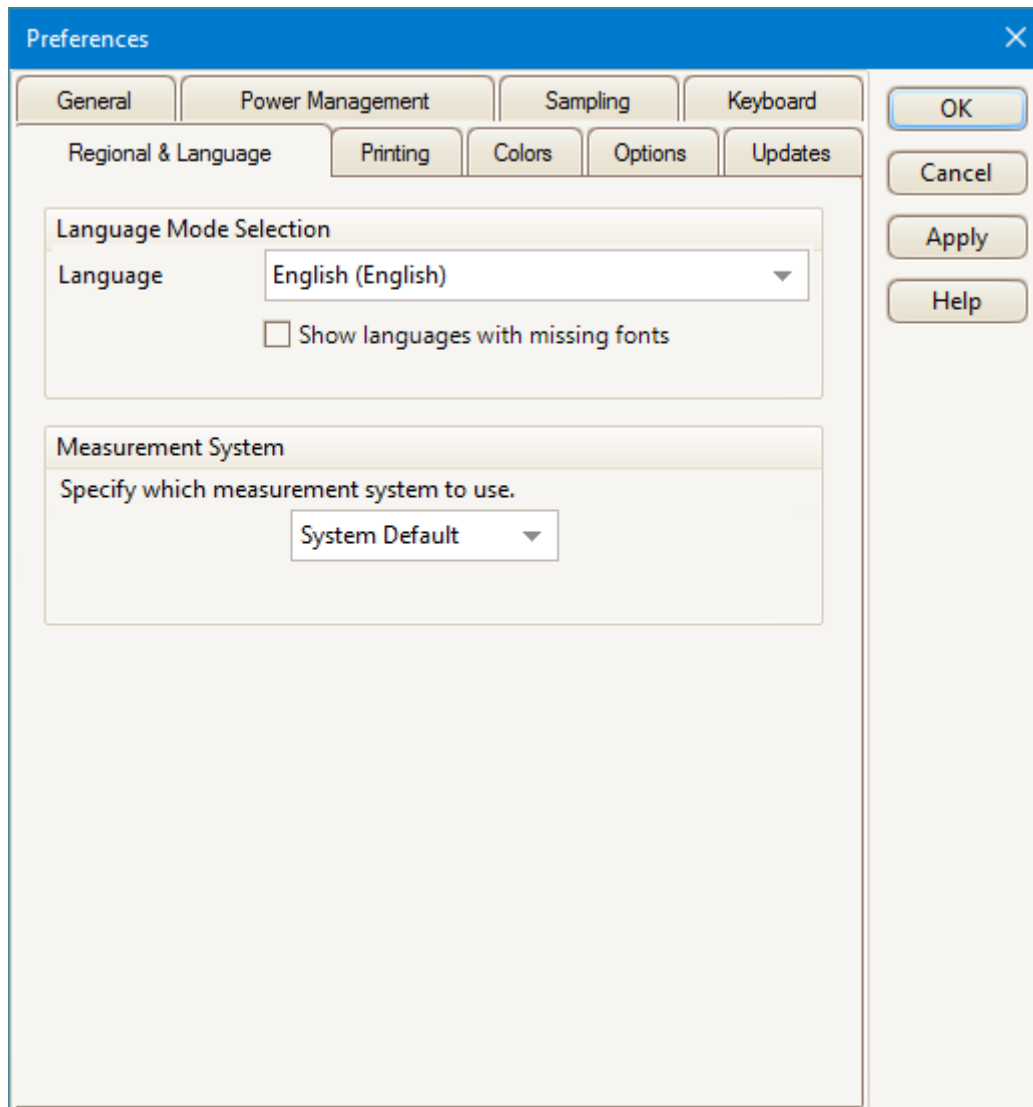 Preferences
General Power Management Sampling Keyboard
Regional & Language Printing Colors Options Updates
OK
Cancel
Apply
Help
Language Mode Selection
Language English (English)
Show languages with missing fonts
Measurement System
Specify which measurement system to use.
System Default